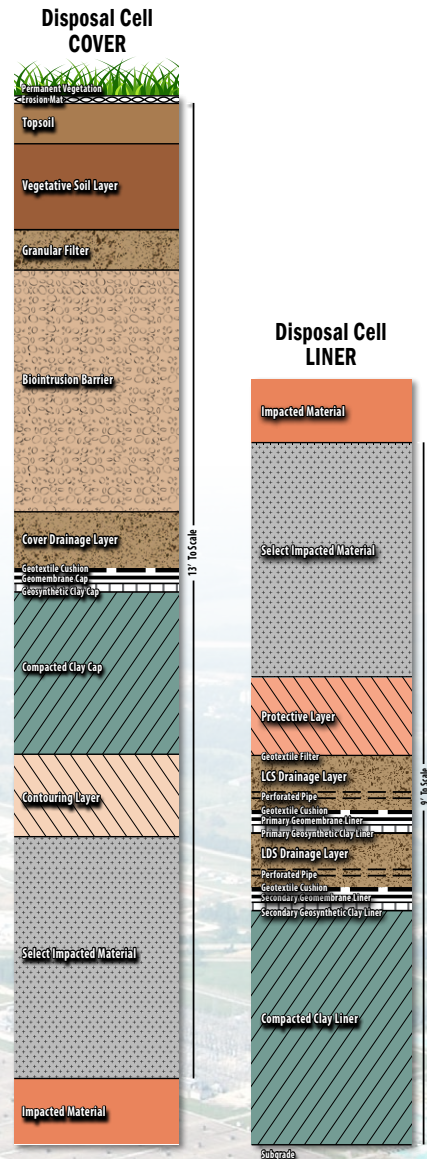 Disposal Cell
COVER
Permanent Vegetation
Erosion Mat
Topsoil
Vegetative Soil Layer
Granular Filter
Biointrusion Barrier
Cover Drainage Layer
Geotextile Cushion
Geomembrane Cap
Geosynthetic Clay Cap
Compacted Clay Cap
Contouring Layer
Select Impacted Material
Impacted Material
13' To Scale
Disposal Cell
LINER
Impacted Material
Select Impacted Material
Protective Layer
Geotextile Filter
LCS Drainage Layer
Perforated Pipe
Geotextile Cushion
Primary Geomembrane Liner
Primary Geosynthetic Clay Liner
LDS Drainage Layer
Perforated Pipe
Geotextile Cushion
Secondary Geomembrane Liner
Secondary Geosynthetic Clay Liner
Compacted Clay Liner
Subgrade
9' To Scale